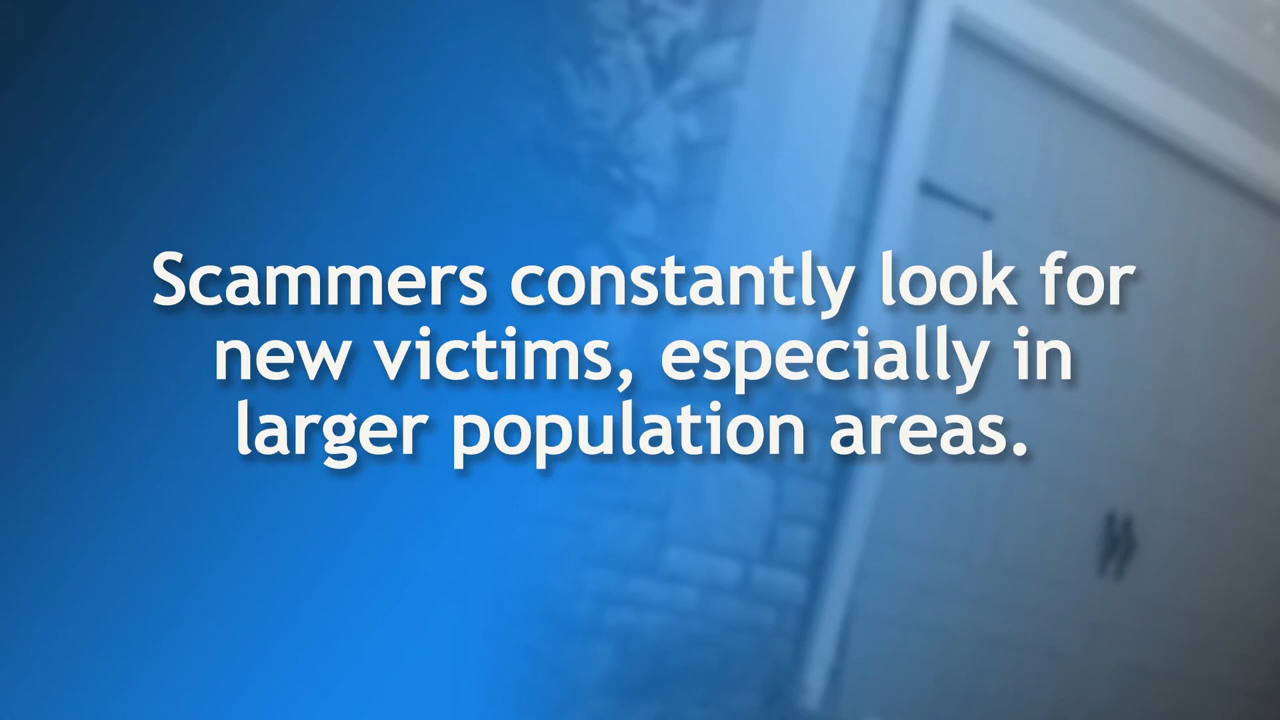 Scammers constantly look for
new victims, especially in
larger population areas.